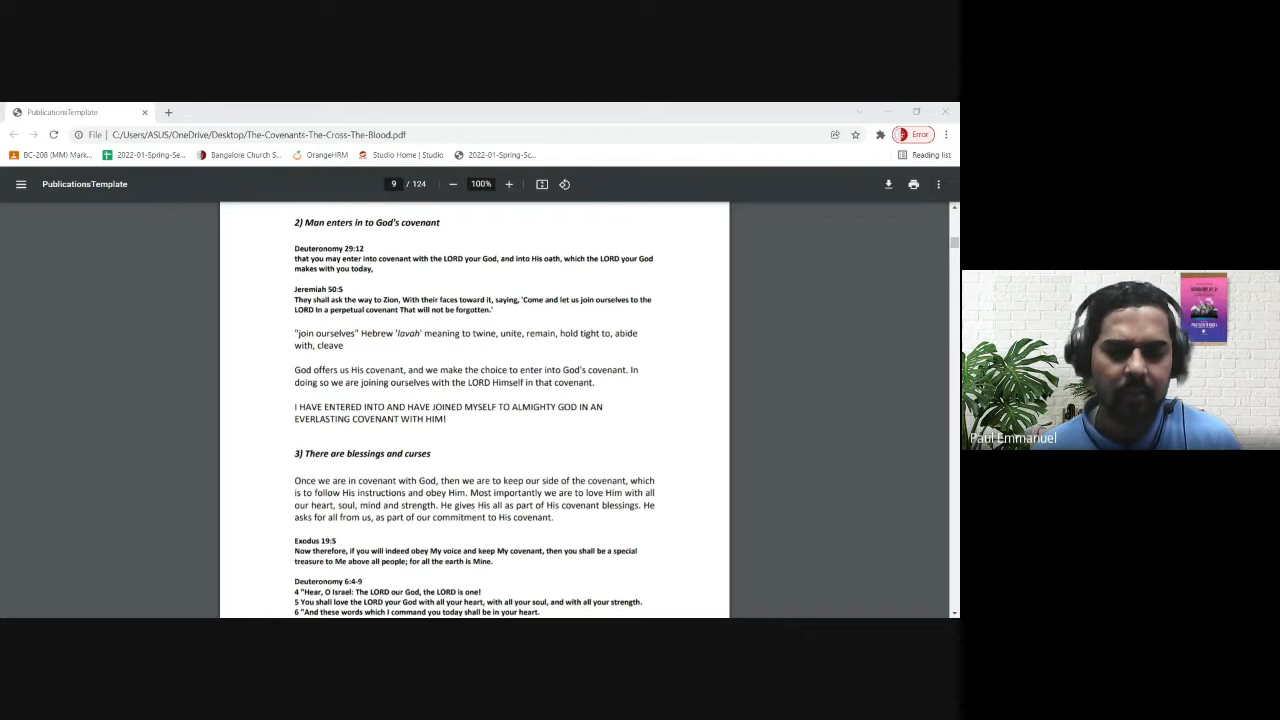 PublicationsTemplate
File
C:/Users/ASUS/OneDrive/Desktop/The-Covenants-The-Cross-The-Blood.pdf
Error
BC-208 (MM) Mark...
2022-01-Spring-Se...
Bangalore Church S...
OrangeHRM
Studio Home | Studio
2022-01-Spring-Sc...
Reading list
PublicationsTemplate
9 / 124
100%
2) Man enters in to God's covenant
Deuteronomy 29:12
that you may enter into covenant with the LORD your God, and into His oath, which the LORD your God
makes with you today,
Jeremiah 50:5
They shall ask the way to Zion, With their faces toward it, saying, 'Come and let us join ourselves to the
LORD In a perpetual covenant That will not be forgotten.'
"join ourselves" Hebrew 'lavah' meaning to twine, unite, remain, hold tight to, abide
with, cleave
God offers us His covenant, and we make the choice to enter into God's covenant. In
doing so we are joining ourselves with the LORD Himself in that covenant.
I HAVE ENTERED INTO AND HAVE JOINED MYSELF TO ALMIGHTY GOD IN AN
EVERLASTING COVENANT WITH HIM!
3) There are blessings and curses
Once we are in covenant with God, then we are to keep our side of the covenant, which
is to follow His instructions and obey Him. Most importantly we are to love Him with all
our heart, soul, mind and strength. He gives His all as part of His covenant blessings. He
asks for all from us, as part of our commitment to His covenant.
Exodus 19:5
Now therefore, if you will indeed obey My voice and keep My covenant, then you shall be a special
treasure to Me above all people; for all the earth is Mine.
Deuteronomy 6:4-9
4 "Hear, O Israel: The LORD our God, the LORD is one!
5 You shall love the LORD your God with all your heart, with all your soul, and with all your strength.
6 "And these words which I command you today shall be in your heart.
Paul Emmanuel